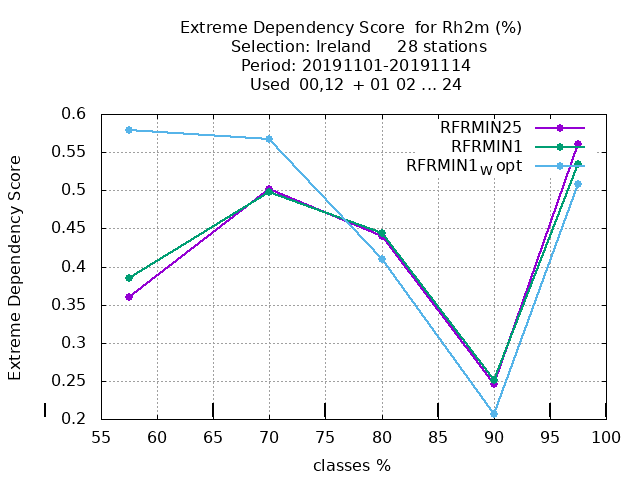 Extreme Dependency Score  for Rh2m (%)
Selection: Ireland     28 stations
Period: 20191101-20191114
Used  00,12  + 01 02 ... 24
RFRMIN25
RFRMIN1
RFRMIN1W opt
Extreme Dependency Score
0.6
0.55
0.5
0.45
0.4
0.35
0.3
0.25
0.2
55 60 65 70 75 80 85 90 95 100
classes %